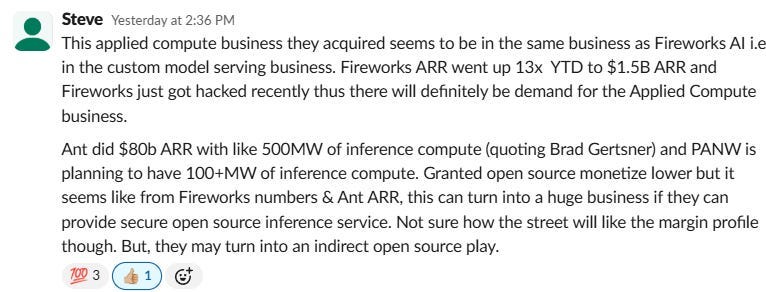 Steve Yesterday at 2:36 PM
This applied compute business they acquired seems to be in the same business as Fireworks AI i.e
in the custom model serving business. Fireworks ARR went up 13x YTD to $1.5B ARR and
Fireworks just got hacked recently thus there will definitely be demand for the Applied Compute
business.
Ant did $80b ARR with like 500MW of inference compute (quoting Brad Gertsner) and PANW is
planning to have 100+MW of inference compute. Granted open source monetize lower but it
seems like from Fireworks numbers & Ant ARR, this can turn into a huge business if they can
provide secure open source inference service. Not sure how the street will like the margin profile
though. But, they may turn into an indirect open source play.
💯 3 👍🏼 1